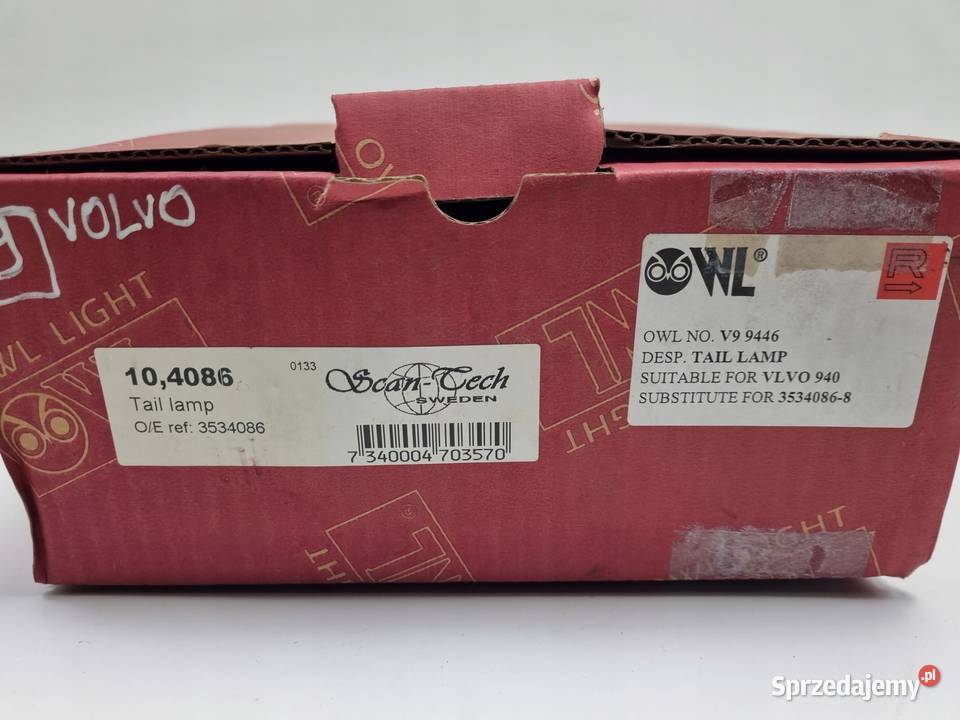 VOLVO
OWL LIGHT
10,4086
0133
Scan-Tech
SWEDEN
Tail lamp
O/E ref: 3534086
7 340004 703570
OWL®
R
OWL NO. V9 9446
DESP. TAIL LAMP
SUITABLE FOR VLVO 940
SUBSTITUTE FOR 3534086-8
Sprzedajemy.pl